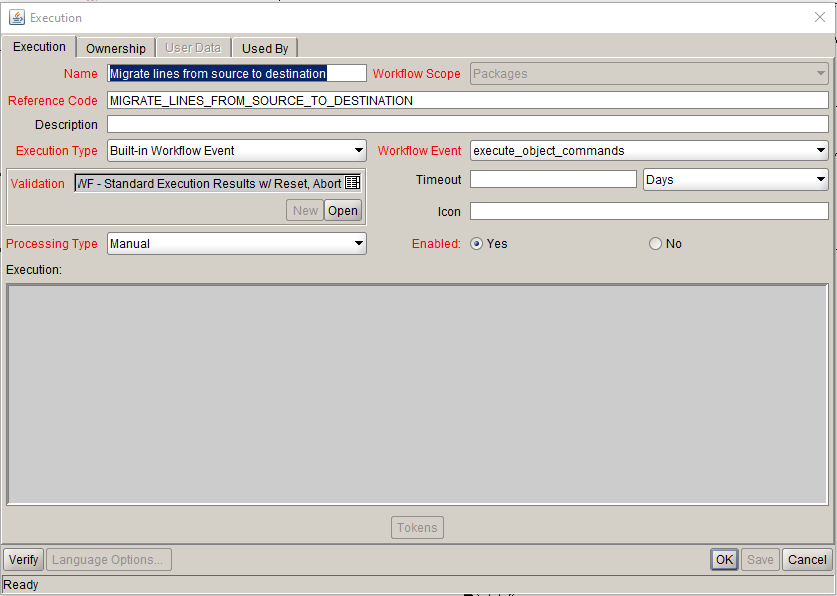 Execution
Execution Ownership User Data Used By
Name Migrate lines from source to destination Workflow Scope Packages
Reference Code MIGRATE_LINES_FROM_SOURCE_TO_DESTINATION
Description
Execution Type Built-in Workflow Event Workflow Event execute_object_commands
Validation WF - Standard Execution Results w/ Reset, Abort Timeout Days
New Open Icon
Processing Type Manual Enabled: Yes No
Execution:
Tokens
Verify Language Options... OK Save Cancel
Ready